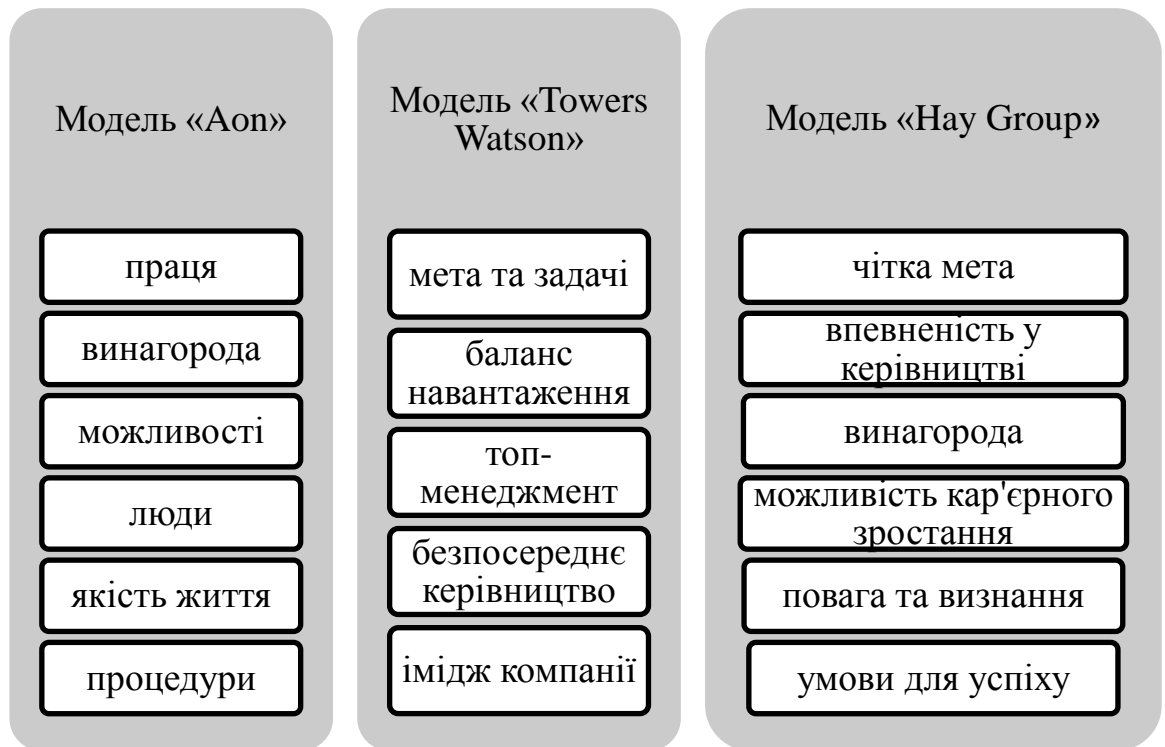 Модель «Aon»
праця
винагорода
можливості
люди
якість життя
процедури
Модель «Towers
Watson»
мета та задачі
баланс
навантаження
топ-
менеджмент
безпосереднє
керівництво
імідж компанії
Модель «Hay Group»
чітка мета
впевненість у
керівництві
винагорода
можливість кар'єрного
зростання
повага та визнання
умови для успіху